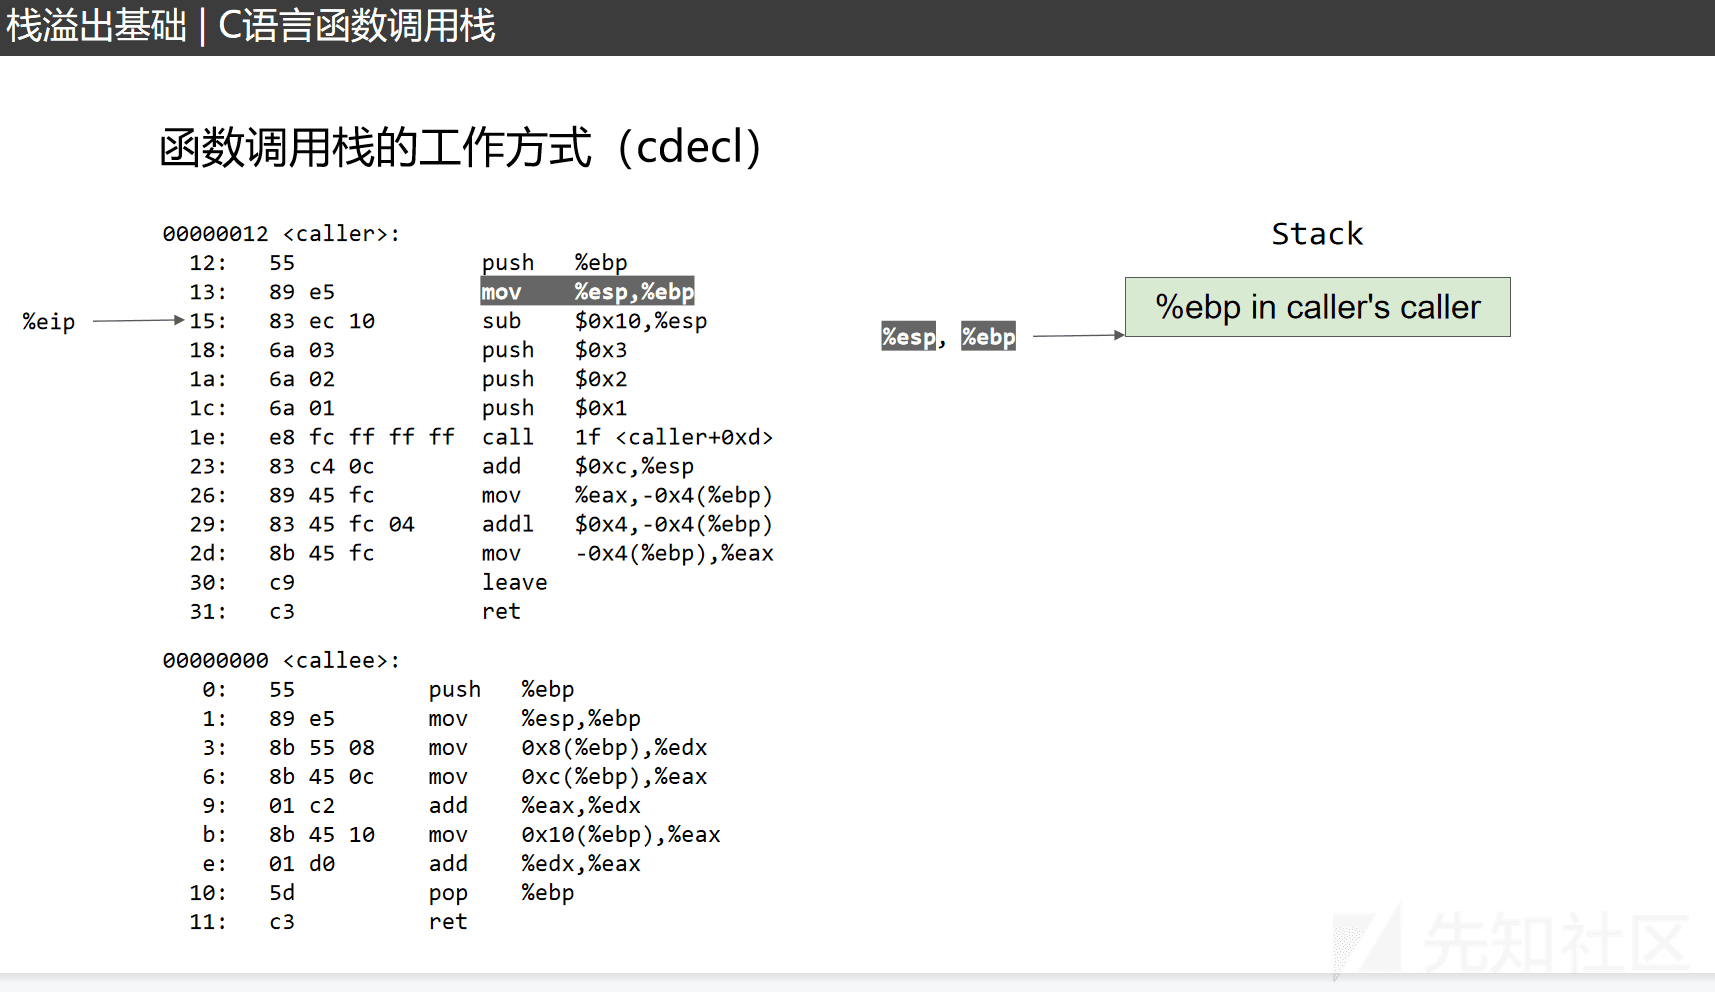 栈溢出基础 | C语言函数调用栈
函数调用栈的工作方式（cdecl）
00000012 <caller>:
12: 55 push %ebp
13: 89 e5 mov %esp,%ebp
%eip
15: 83 ec 10 sub $0x10,%esp
18: 6a 03 push $0x3
1a: 6a 02 push $0x2
1c: 6a 01 push $0x1
1e: e8 fc ff ff ff call 1f <caller+0xd>
23: 83 c4 0c add $0xc,%esp
26: 89 45 fc mov %eax,-0x4(%ebp)
29: 83 45 fc 04 addl $0x4,-0x4(%ebp)
2d: 8b 45 fc mov -0x4(%ebp),%eax
30: c9 leave
31: c3 ret
00000000 <callee>:
0: 55 push %ebp
1: 89 e5 mov %esp,%ebp
3: 8b 55 08 mov 0x8(%ebp),%edx
6: 8b 45 0c mov 0xc(%ebp),%eax
9: 01 c2 add %eax,%edx
b: 8b 45 10 mov 0x10(%ebp),%eax
e: 01 d0 add %edx,%eax
10: 5d pop %ebp
11: c3 ret
Stack
%ebp in caller's caller
%esp, %ebp
先知社区